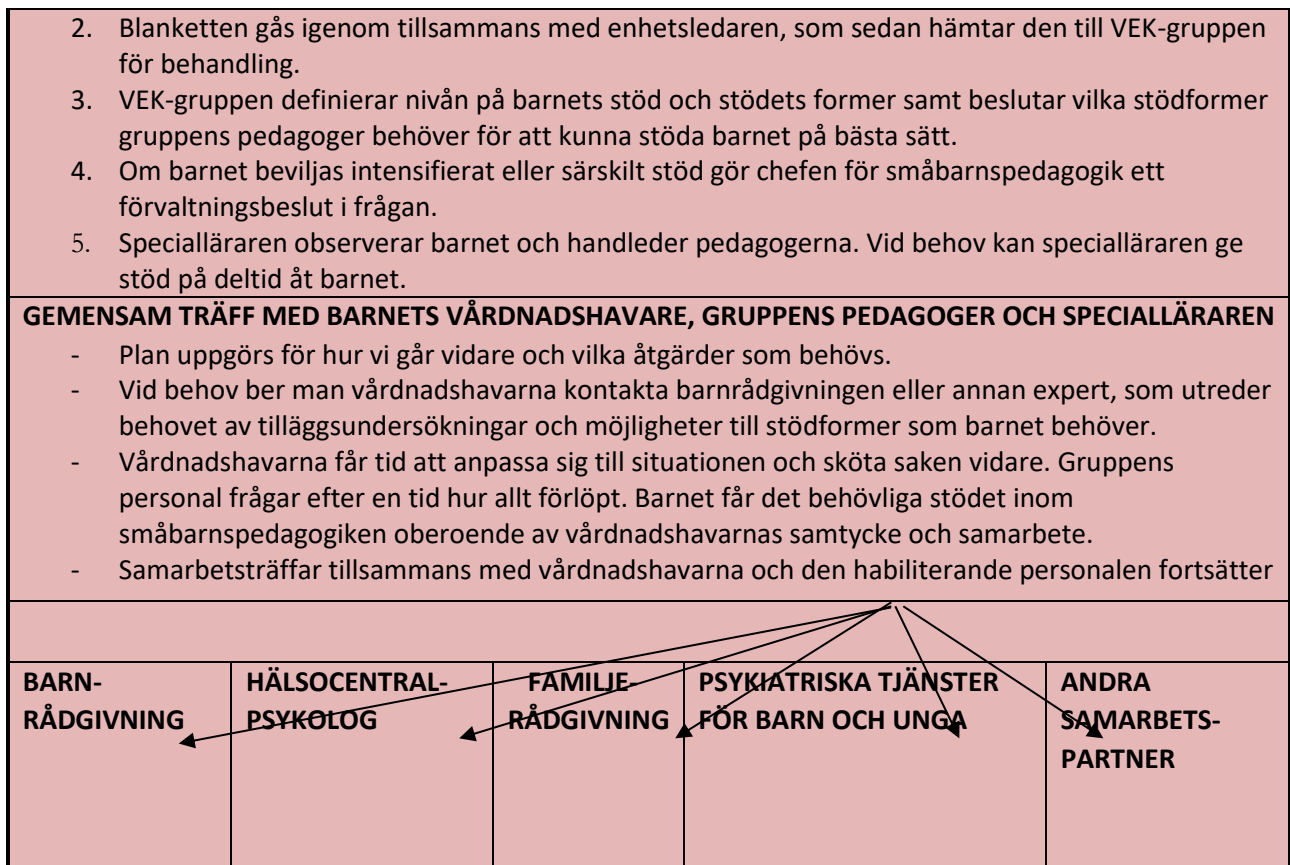 2. Blanketten gås igenom tillsammans med enhetsledaren, som sedan hämtar den till VEK-gruppen
för behandling.
3. VEK-gruppen definierar nivån på barnets stöd och stödets former samt beslutar vilka stödformer
gruppens pedagoger behöver för att kunna stöda barnet på bästa sätt.
4. Om barnet beviljas intensifierat eller särskilt stöd gör chefen för småbarnspedagogik ett
förvaltningsbeslut i frågan.
5. Specialläraren observerar barnet och handleder pedagogerna. Vid behov kan specialläraren ge
stöd på deltid åt barnet.
GEMENSAM TRÄFF MED BARNETS VÅRDNADSHAVARE, GRUPPENS PEDAGOGER OCH SPECIALLÄRAREN
- Plan uppgörs för hur vi går vidare och vilka åtgärder som behövs.
- Vid behov ber man vårdnadshavarna kontakta barnrådgivningen eller annan expert, som utreder
behovet av tilläggsundersökningar och möjligheter till stödformer som barnet behöver.
- Vårdnadshavarna får tid att anpassa sig till situationen och sköta saken vidare. Gruppens
personal frågar efter en tid hur allt förlöpt. Barnet får det behövliga stödet inom
småbarnspedagogiken oberoende av vårdnadshavarnas samtycke och samarbete.
- Samarbetsträffar tillsammans med vårdnadshavarna och den habiliterande personalen fortsätter
BARN-
RÅDGIVNING
HÄLSOCENTRAL-
PSYKOLOG
FAMILJE-
RÅDGIVNING
PSYKIATRISKA TJÄNSTER
FÖR BARN OCH UNGA
ANDRA
SAMARBETS-
PARTNER